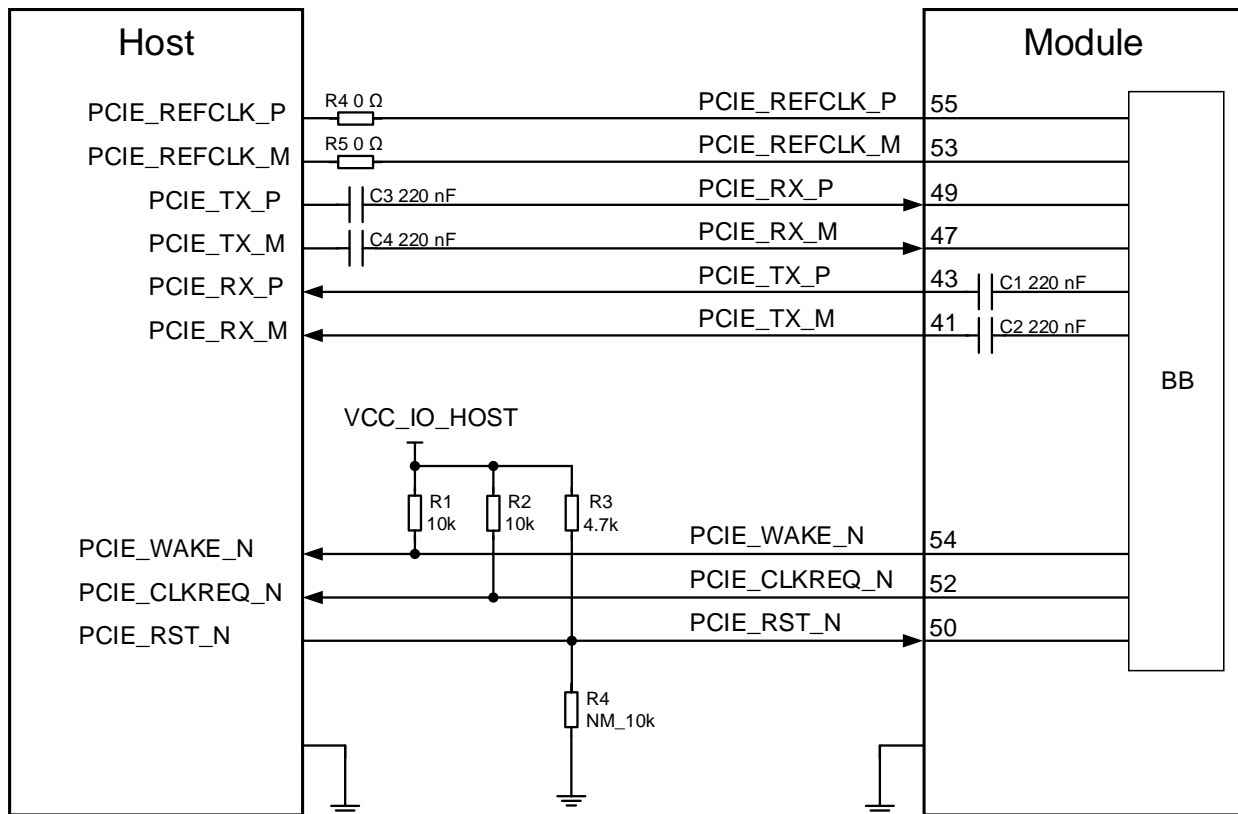 Host
Module
R4 0 Ω
PCIE_REFCLK_P
PCIE_REFCLK_P
55
R5 0 Ω
PCIE_REFCLK_M
PCIE_REFCLK_M
53
PCIE_TX_P
C3 220 nF
PCIE_RX_P
49
PCIE_TX_M
C4 220 nF
PCIE_RX_M
47
PCIE_RX_P
PCIE_TX_P
43
C1 220 nF
PCIE_RX_M
PCIE_TX_M
41
C2 220 nF
BB
VCC_IO_HOST
R1
10k
R2
10k
R3
4.7k
PCIE_WAKE_N
PCIE_WAKE_N
54
PCIE_CLKREQ_N
PCIE_CLKREQ_N
52
PCIE_RST_N
PCIE_RST_N
50
R4
NM_10k